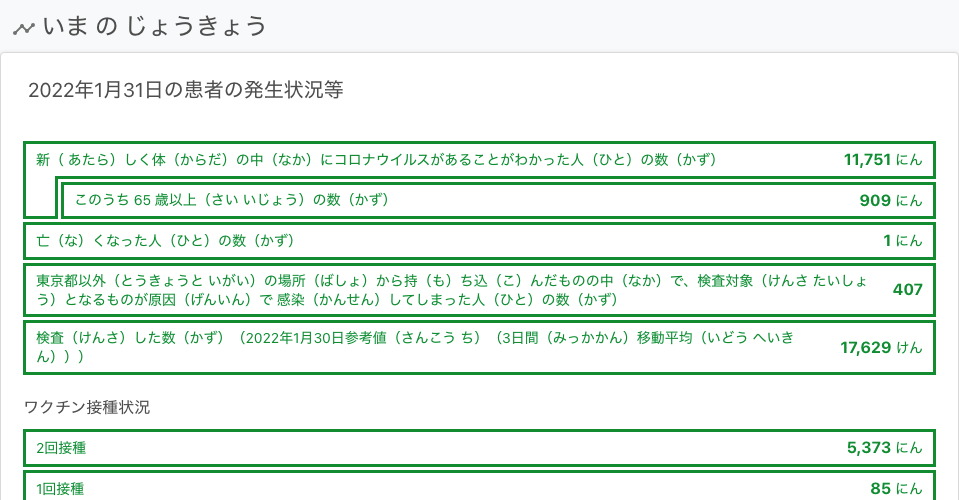 いま の じょうきょう
2022年1月31日の患者の発生状況等
新（ あたら）しく体（からだ）の中（なか）にコロナウイルスがあることがわかった人（ひと）の数（かず） 11,751 にん
このうち 65 歳以上（さい いじょう）の数（かず） 909 にん
亡（な）くなった人（ひと）の数（かず） 1 にん
東京都以外（とうきょうと いがい）の場所（ばしょ）から持（も）ち込（こ）んだものの中（なか）で、検査対象（けんさ たいしょ
う）となるものが原因（げんいん）で 感染（かんせん）してしまった人（ひと）の数（かず） 407
検査（けんさ）した数（かず）（2022年1月30日参考値（さんこう ち）（3日間（みっかかん）移動平均（いどう へいき
ん））） 17,629 けん
ワクチン接種状況
2回接種 5,373 にん
1回接種 85 にん